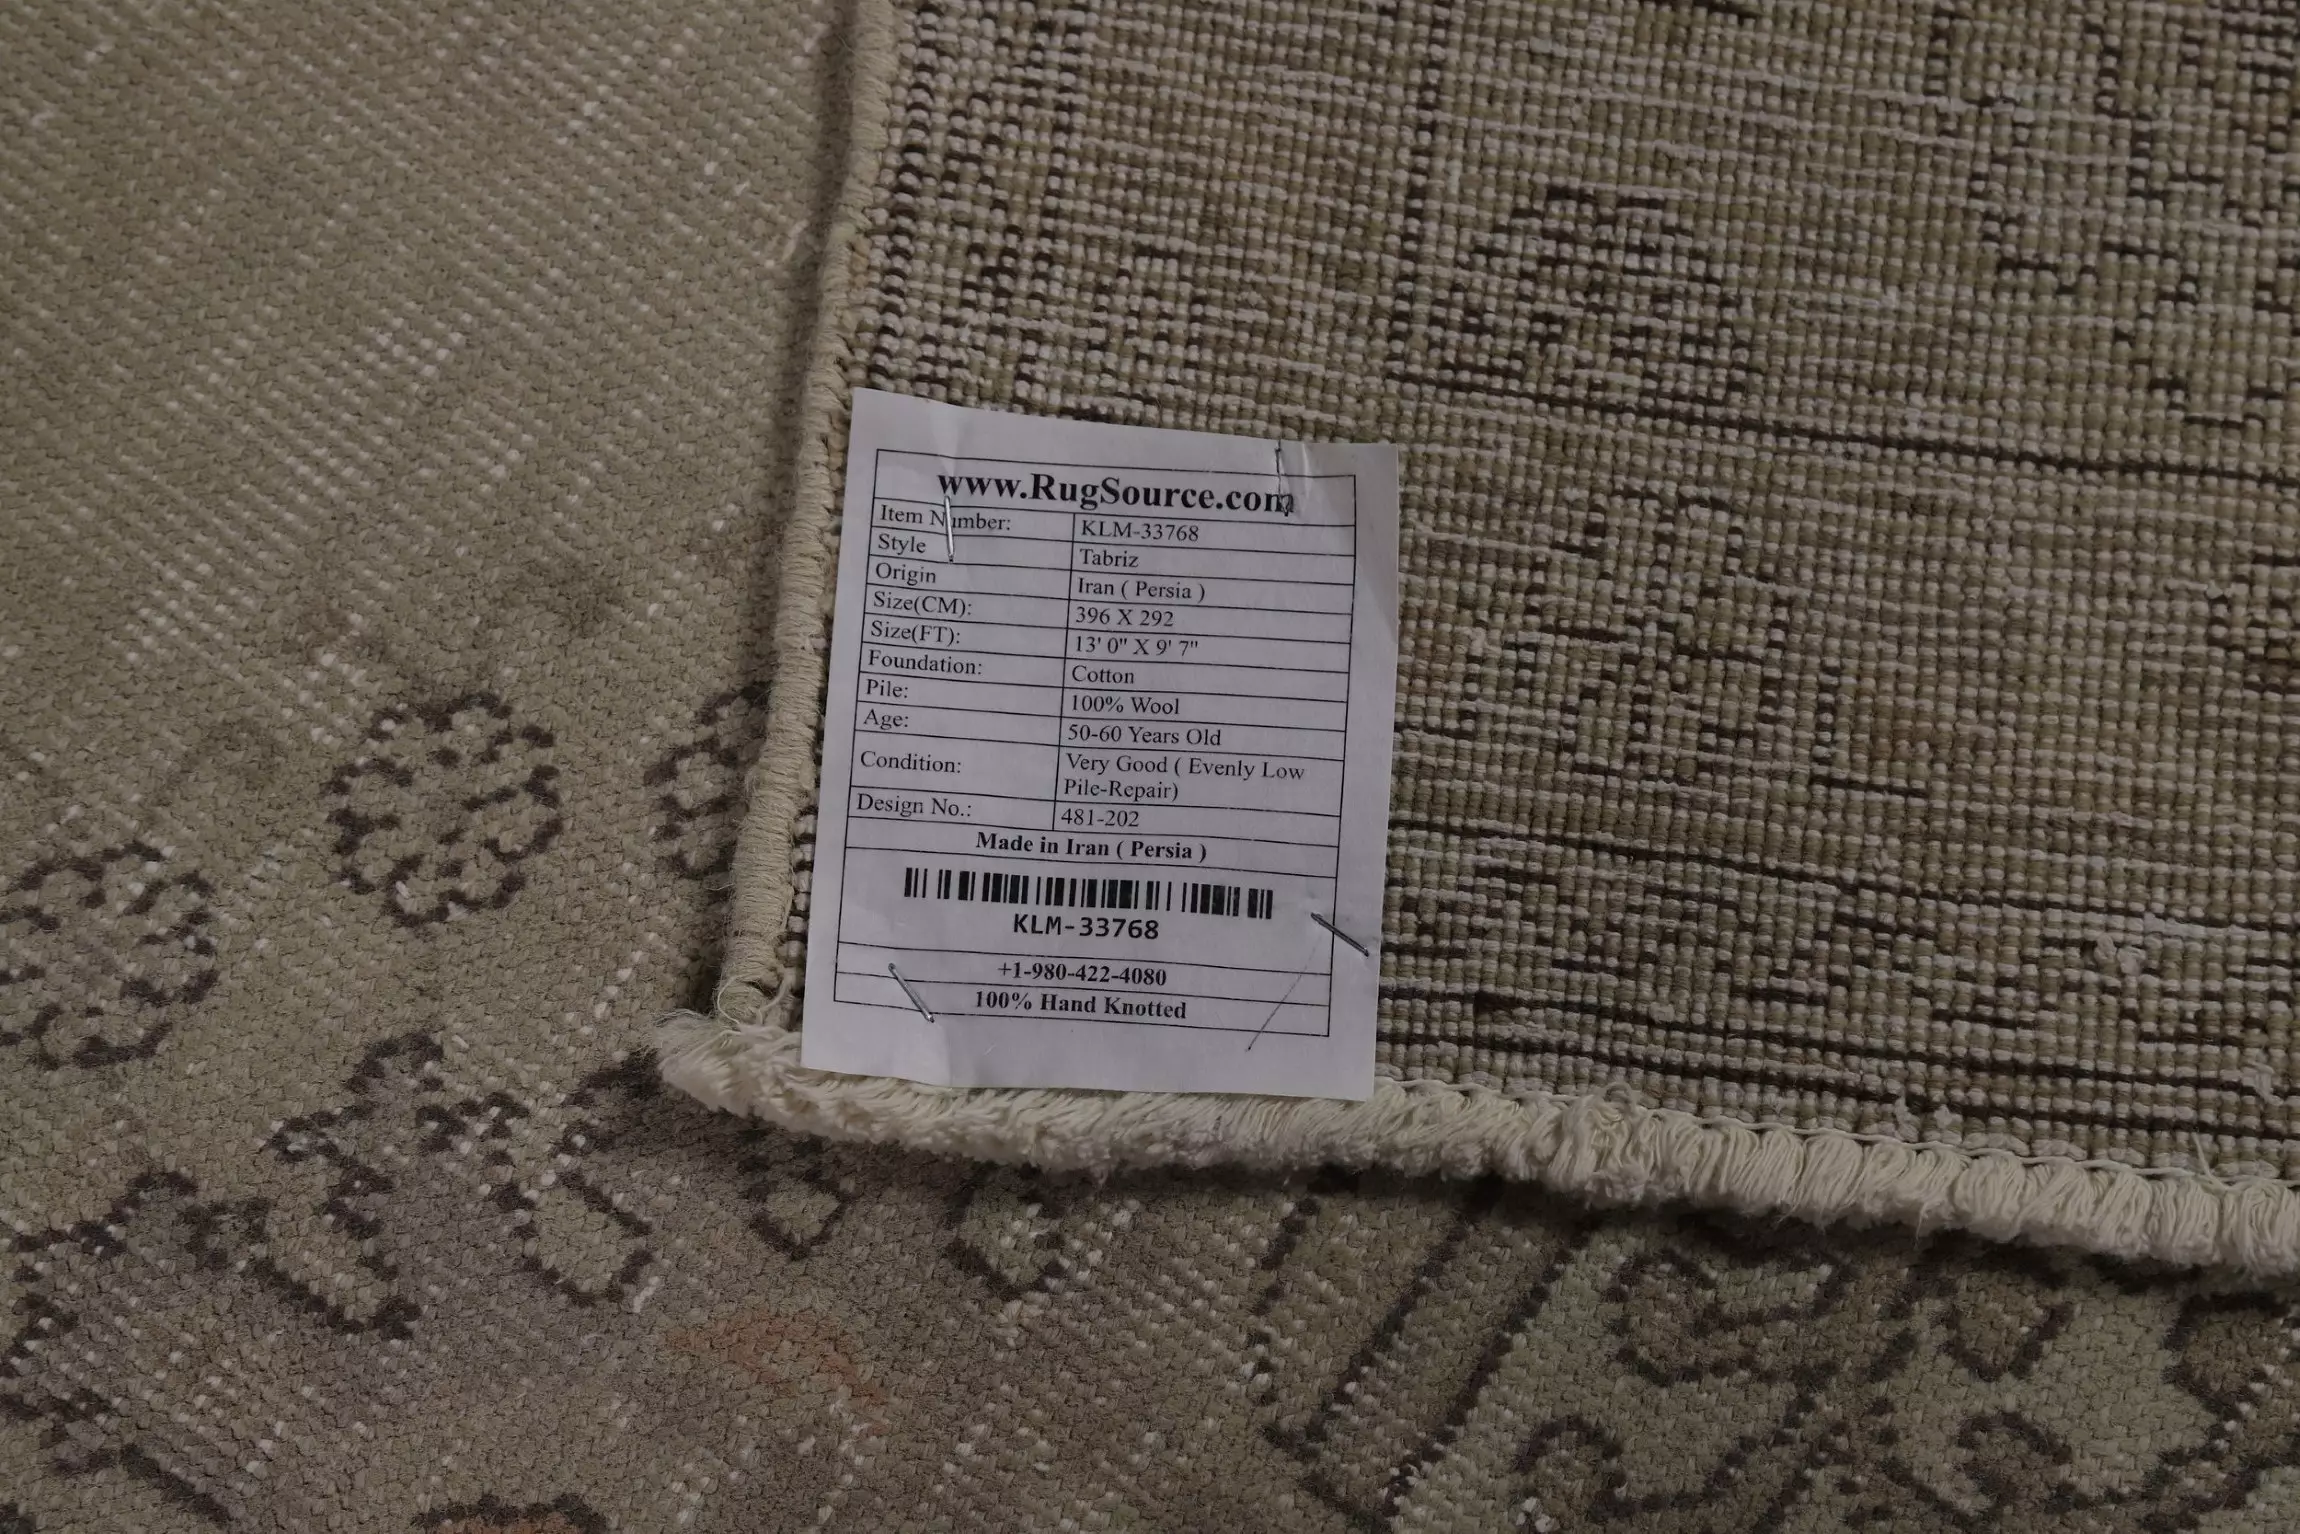 www.RugSource.com
Item Number: KLM-33768
Style Tabriz
Origin Iran ( Persia )
Size(CM): 396 X 292
Size(FT): 13' 0" X 9' 7"
Foundation: Cotton
Pile: 100% Wool
Age: 50-60 Years Old
Condition: Very Good ( Evenly Low
Pile-Repair)
Design No.: 481-202
Made in Iran ( Persia )
KLM-33768
+1-980-422-4080
100% Hand Knotted